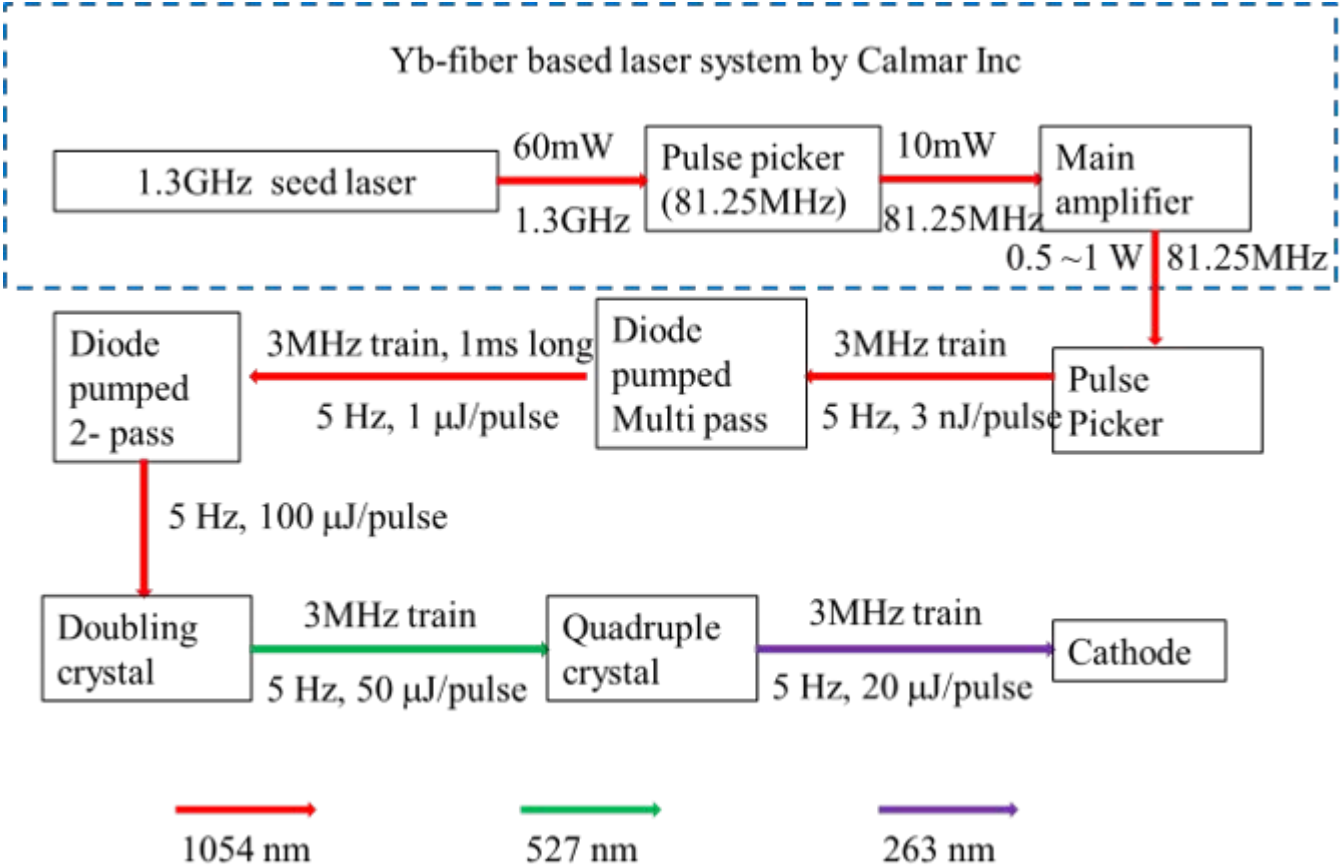 Yb-fiber based laser system by Calmar Inc
1.3GHz seed laser
60mW
1.3GHz
Pulse picker
(81.25MHz)
10mW
81.25MHz
Main
amplifier
0.5 ~1 W
81.25MHz
Pulse
Picker
3MHz train
5 Hz, 3 nJ/pulse
Diode
pumped
Multi pass
3MHz train, 1ms long
5 Hz, 1 μJ/pulse
Diode
pumped
2- pass
5 Hz, 100 μJ/pulse
Doubling
crystal
3MHz train
5 Hz, 50 μJ/pulse
Quadruple
crystal
3MHz train
5 Hz, 20 μJ/pulse
Cathode
1054 nm
527 nm
263 nm